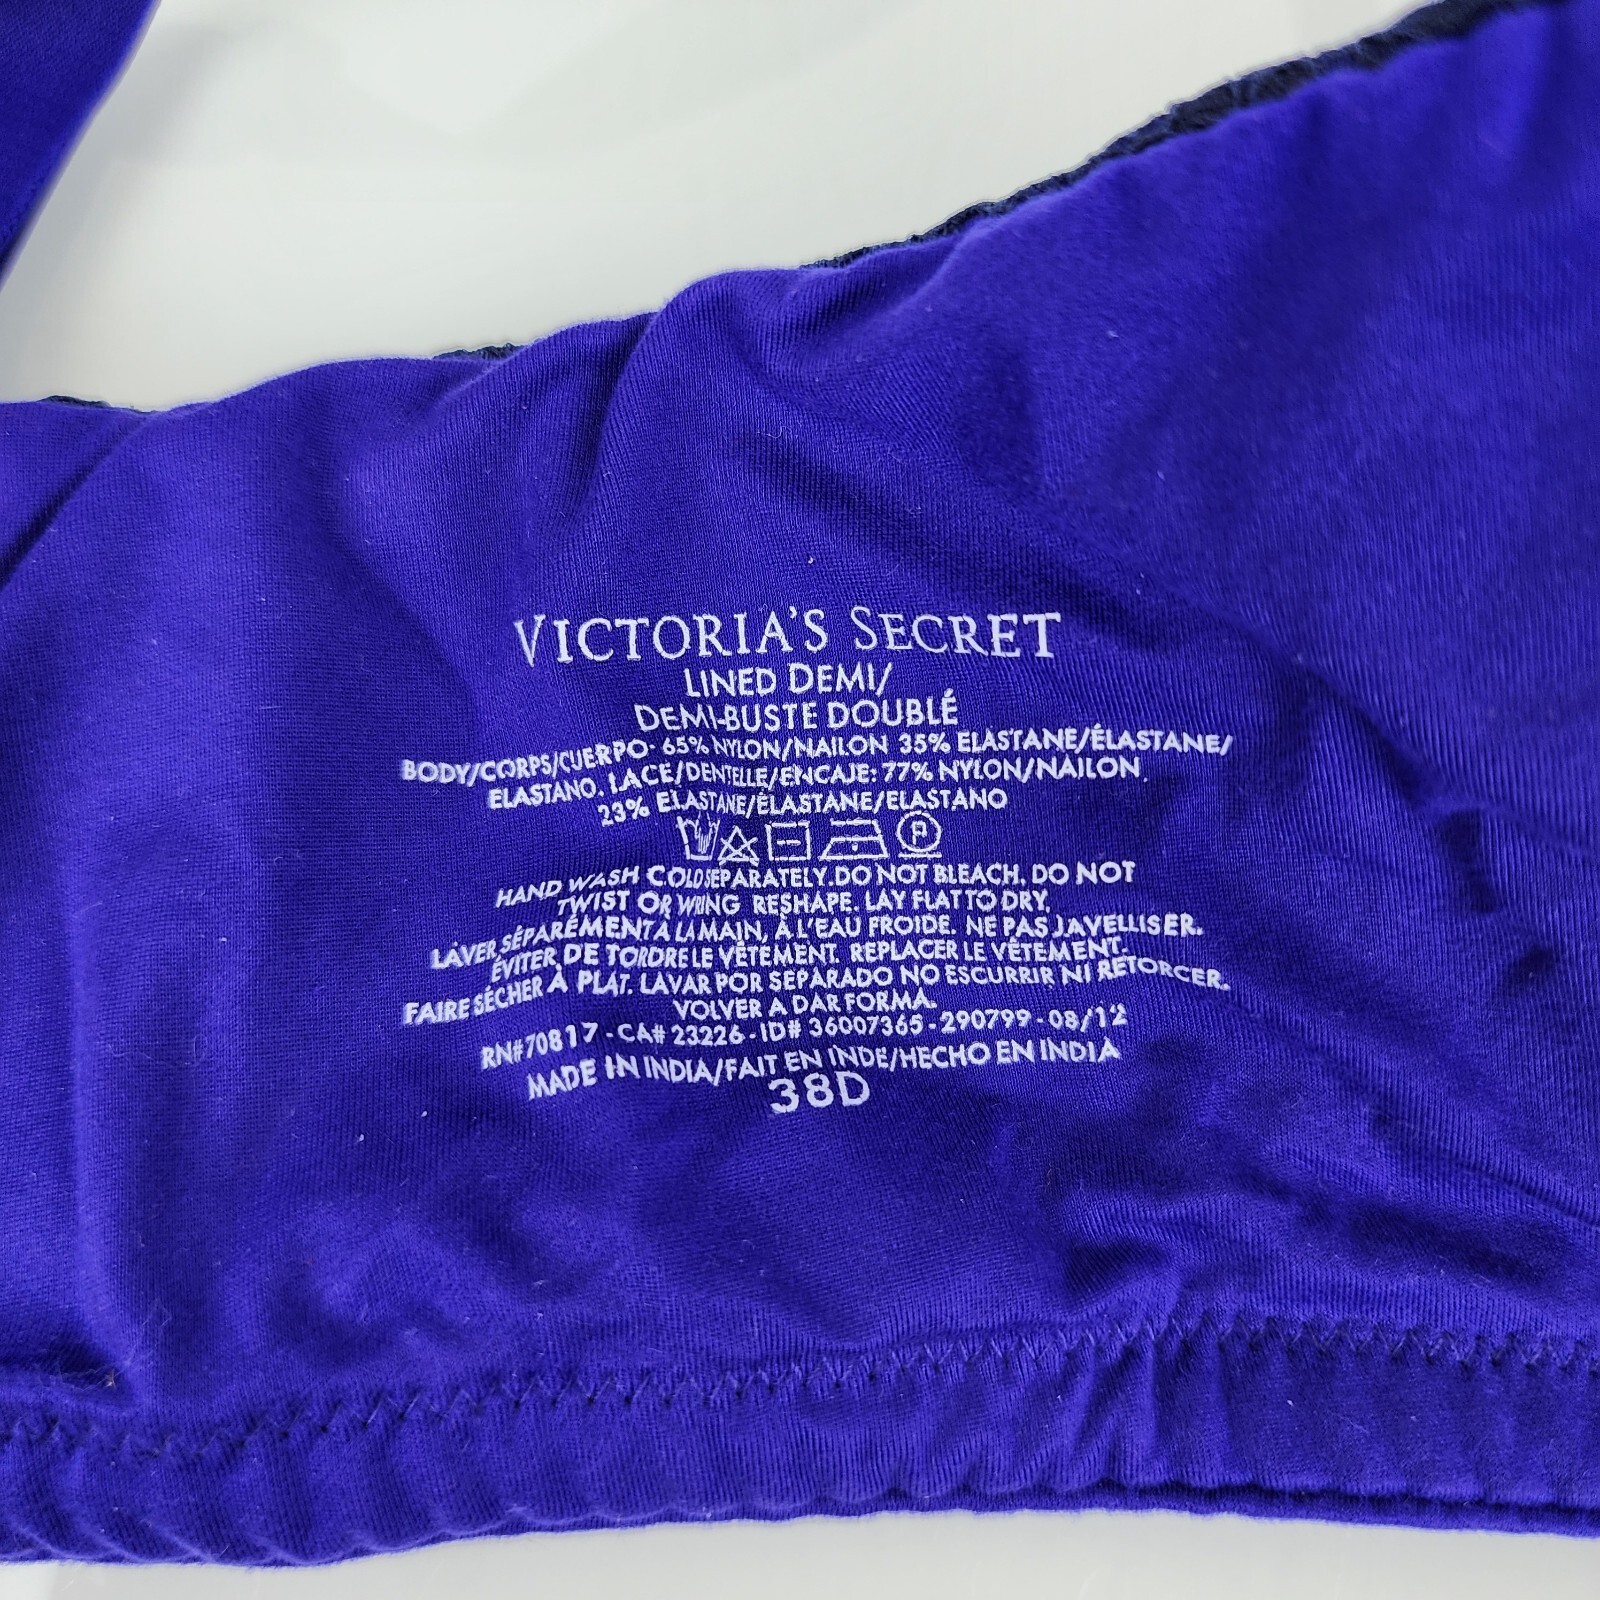 VICTORIA'S SECRET
LINED DEMI/
DEMI-BUSTE DOUBLÉ
BODY/CORPS/CUERPO: 65% NYLON/NAILON 35% ELASTANE/ÉLASTANE/
ELASTANO. LACE/DENTELLE/ENCAJE: 77% NYLON/NAILON,
23% ELASTANE/ÉLASTANE/ELASTANO
P
HAND WASH COLD SEPARATELY. DO NOT BLEACH. DO NOT
TWIST OR WRING RESHAPE. LAY FLAT TO DRY.
LAVER SÉPARÉMENT À LA MAIN, À L'EAU FROIDE. NE PAS JAVELLISER.
ÉVITER DE TORDRE LE VÊTEMENT. REPLACER LE VÊTEMENT.
FAIRE SÉCHER À PLAT. LAVAR POR SEPARADO NO ESCURRIR NI RETORCER.
VOLVER A DAR FORMA.
RN# 70817 - CA# 23226 - ID# 36007365 - 290799 - 08/12
MADE IN INDIA/FAIT EN INDE/HECHO EN INDIA
38D